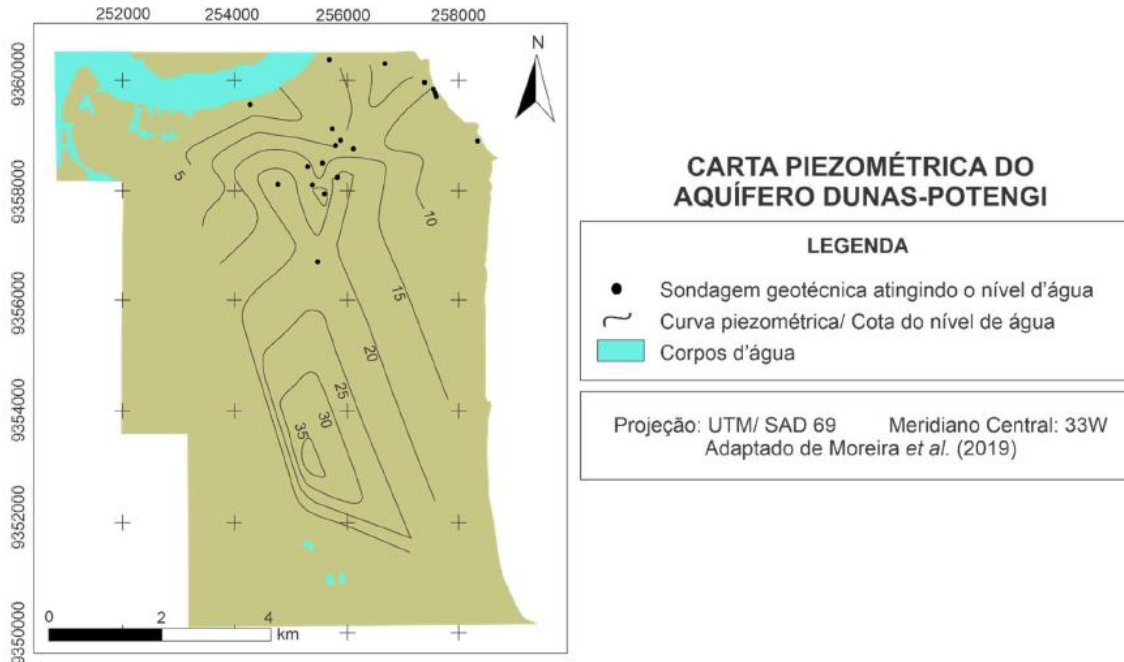 252000 254000 256000 258000
9360000
9358000
9356000
9354000
9352000
9350000
N
5
10
15
20
25
30
35
0 2 4
km
CARTA PIEZOMÉTRICA DO
AQUÍFERO DUNAS-POTENGI
LEGENDA
Sondagem geotécnica atingindo o nível d'água
Curva piezométrica/ Cota do nível de água
Corpos d'água
Projeção: UTM/ SAD 69 Meridiano Central: 33W
Adaptado de Moreira et al. (2019)